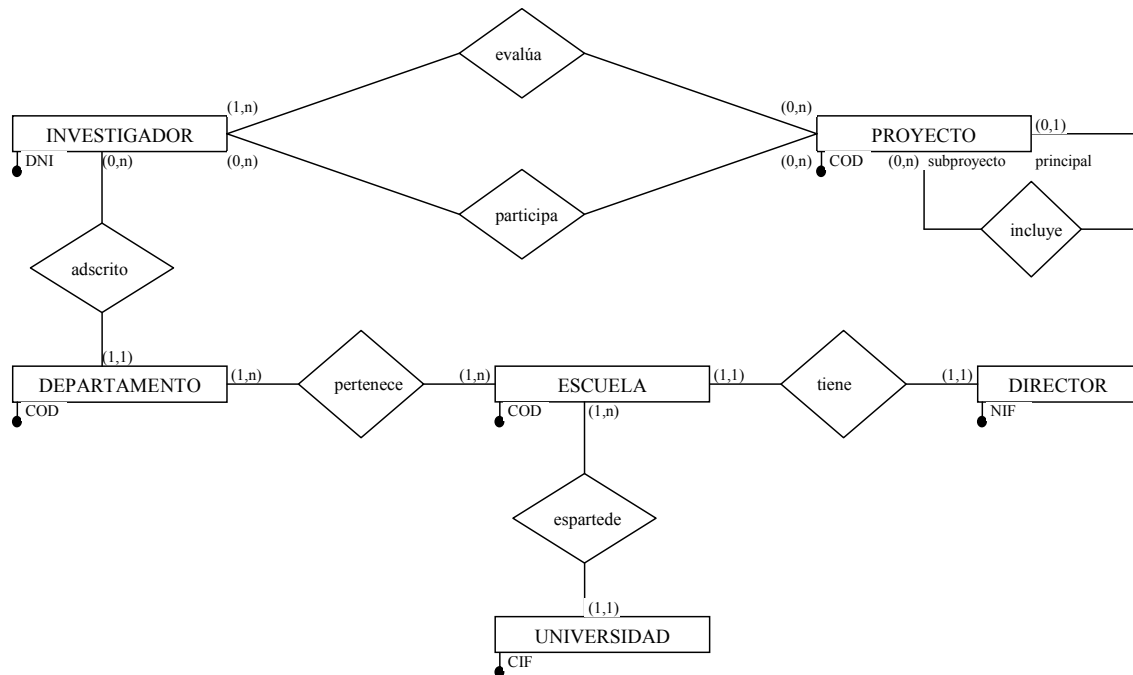 evalúa
(1,n) (0,n)
INVESTIGADOR PROYECTO (0,1)
DNI (0,n) (0,n) (0,n) COD (0,n) subproyecto principal
participa incluye
adscrito
(1,1)
DEPARTAMENTO (1,n) pertenece (1,n) ESCUELA (1,1) tiene (1,1) DIRECTOR
COD COD (1,n) NIF
espartede
(1,1)
UNIVERSIDAD
CIF